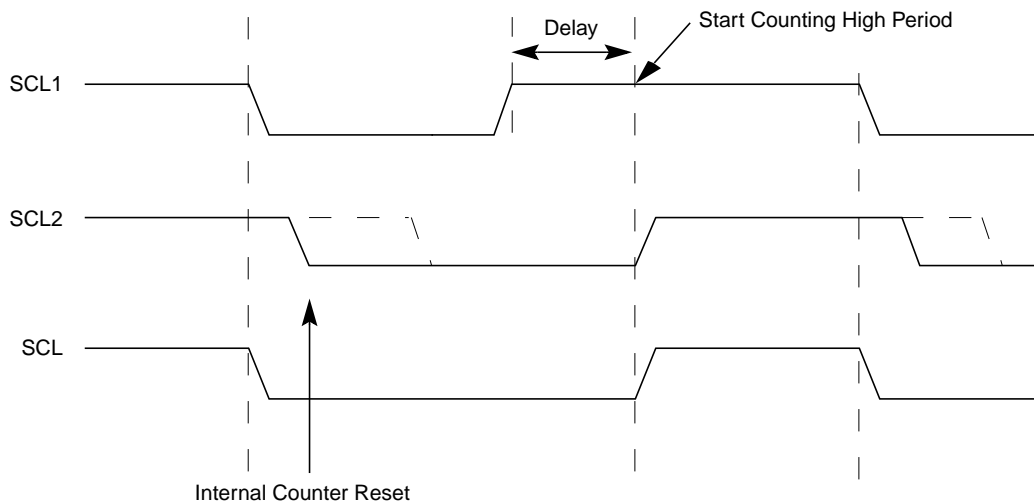 Start Counting High Period
Delay
SCL1
SCL2
SCL
Internal Counter Reset